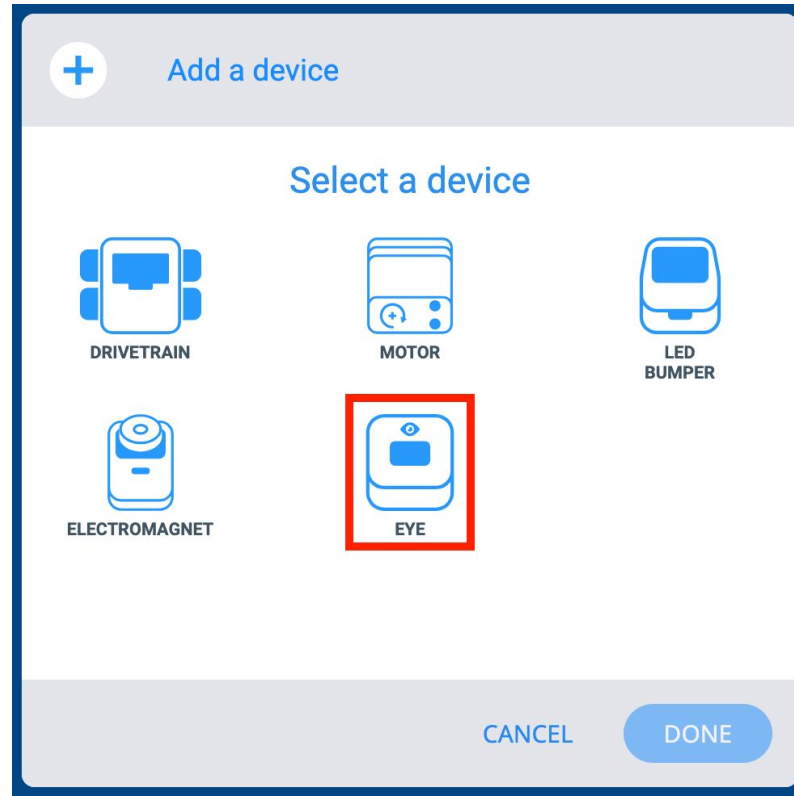 Add a device
Select a device
DRIVETRAIN
MOTOR
LED
BUMPER
ELECTROMAGNET
EYE
CANCEL
DONE